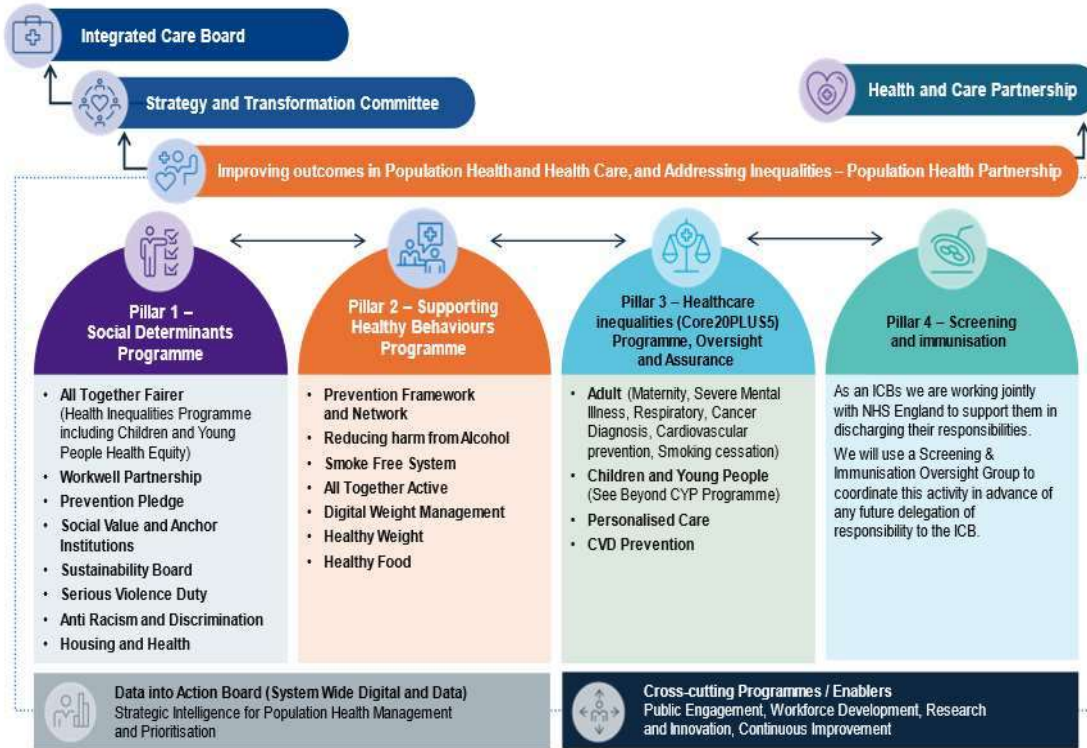 Integrated Care Board
Strategy and Transformation Committee
Health and Care Partnership
Improving outcomes in Population Health and Health Care, and Addressing Inequalities – Population Health Partnership
Pillar 1 –
Social Determinants
Programme
• All Together Fairer
(Health Inequalities Programme
including Children and Young
People Health Equity)
• Workwell Partnership
• Prevention Pledge
• Social Value and Anchor
Institutions
• Sustainability Board
• Serious Violence Duty
• Anti Racism and Discrimination
• Housing and Health
Pillar 2 – Supporting
Healthy Behaviours
Programme
• Prevention Framework
and Network
• Reducing harm from Alcohol
• Smoke Free System
• All Together Active
• Digital Weight Management
• Healthy Weight
• Healthy Food
Pillar 3 – Healthcare
inequalities (Core20PLUS5)
Programme, Oversight
and Assurance
• Adult (Maternity, Severe Mental
Illness, Respiratory, Cancer
Diagnosis, Cardiovascular
prevention, Smoking cessation)
• Children and Young People
(See Beyond CYP Programme)
• Personalised Care
• CVD Prevention
Pillar 4 – Screening
and immunisation
As an ICBs we are working jointly
with NHS England to support them in
discharging their responsibilities.
We will use a Screening &
Immunisation Oversight Group to
coordinate this activity in advance of
any future delegation of
responsibility to the ICB.
Data into Action Board (System Wide Digital and Data)
Strategic Intelligence for Population Health Management
and Prioritisation
Cross-cutting Programmes / Enablers
Public Engagement, Workforce Development, Research
and Innovation, Continuous Improvement